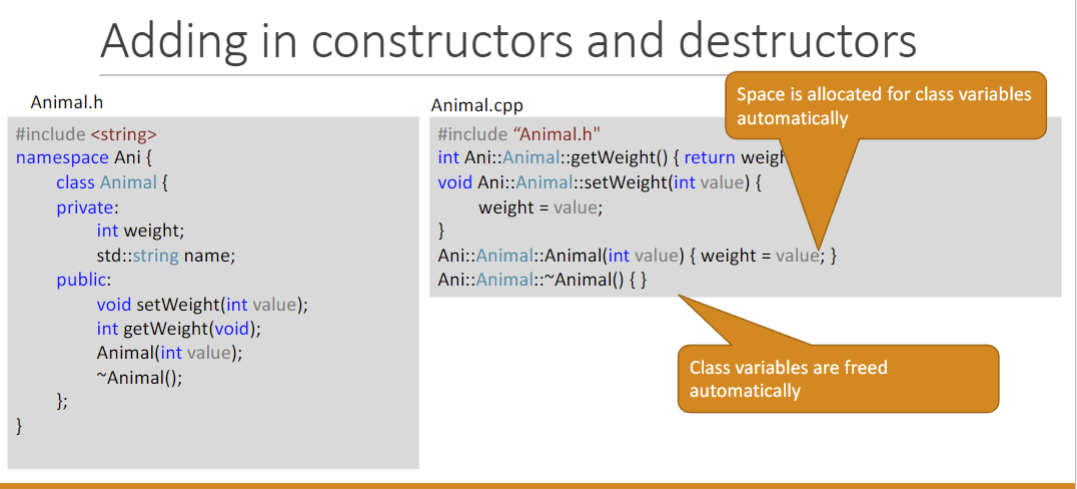 Adding in constructors and destructors
Animal.h
#include <string>
namespace Ani {
class Animal {
private:
int weight;
std::string name;
public:
void setWeight(int value);
int getWeight(void);
Animal(int value);
~Animal();
};
}
Animal.cpp
#include “Animal.h"
int Ani::Animal::getWeight() { return
void Ani::Animal::setWeight(int value) {
weight = value;
}
Ani::Animal::Animal(int value) { weight = value; }
Ani::Animal::~Animal() { }
Space is allocated for class variables
automatically
Class variables are freed
automatically